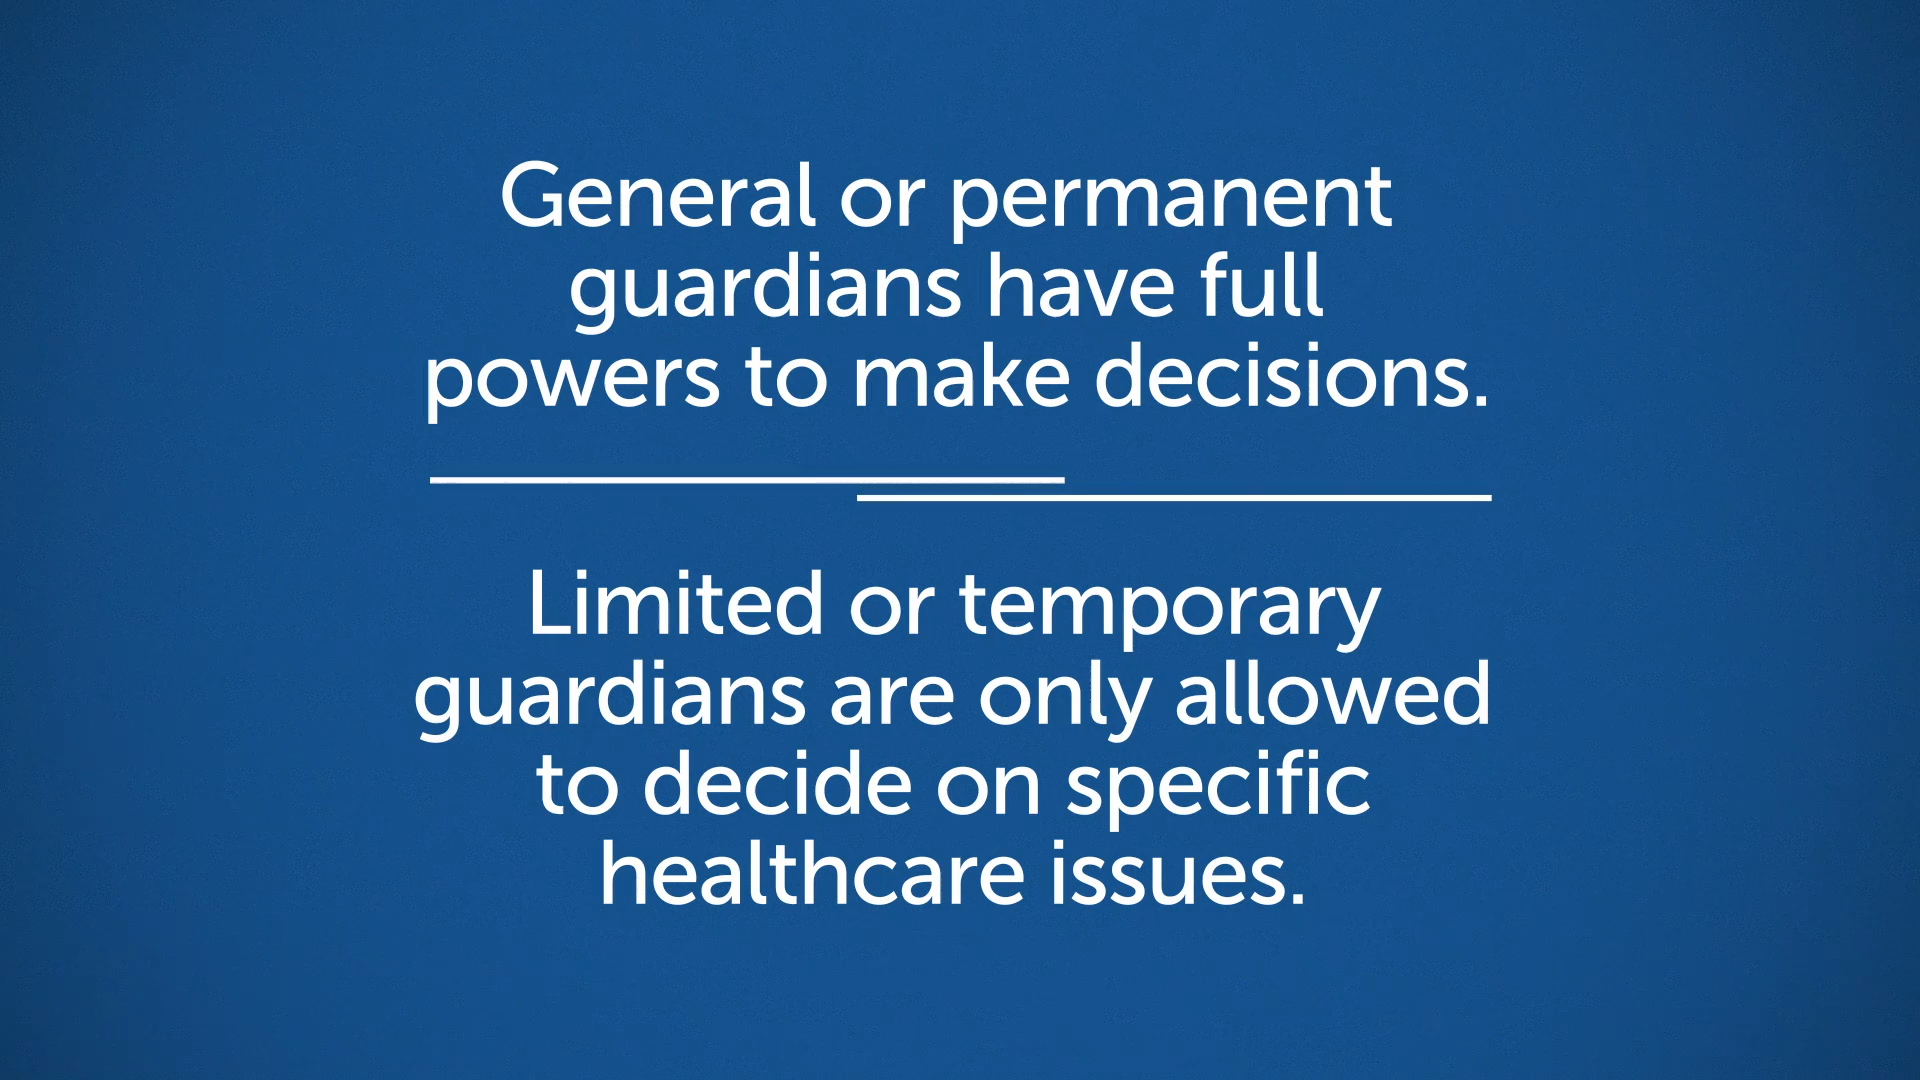 General or permanent
guardians have full
powers to make decisions.
Limited or temporary
guardians are only allowed
to decide on specific
healthcare issues.